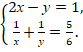 {2x − y = 1,
1/x + 1/y = 5/6.